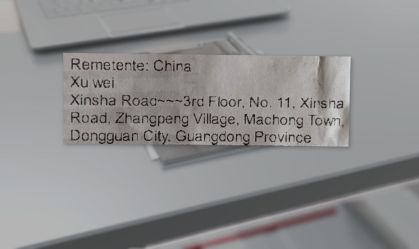 Remetente: China
Xu wei
Xinsha Road~~~3rd Floor, No. 11, Xinsha
Road, Zhangpeng Village, Machong Town,
Dongguan City, Guangdong Province